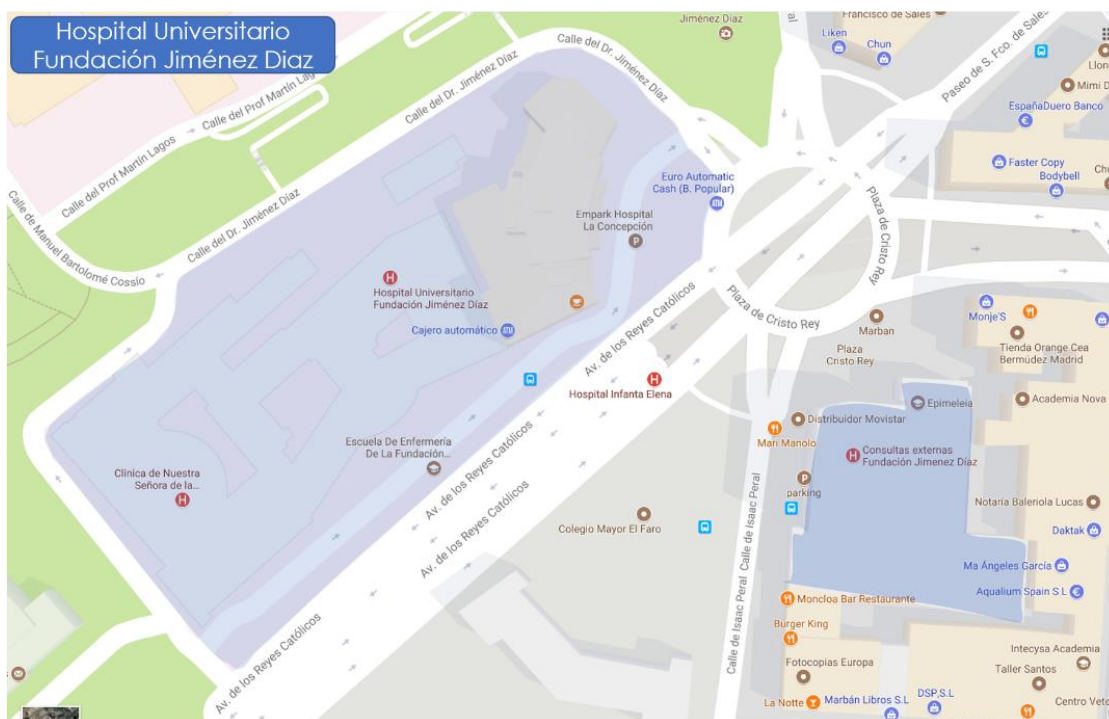 Hospital Universitario
Fundación Jiménez Diaz
Jiménez Díaz
Francisco de Sales
Liken
Chun
Paseo de S. Fco. de Sales
Mimi D
EspañaDuero Banco
Faster Copy
Bodybell
Calle del Prof Martín Lagos
Calle del Prof Martín Lagos
Calle del Dr. Jiménez Díaz
Calle del Dr. Jiménez Díaz
Calle del Dr. Jiménez Díaz
Calle de Manuel Bartolomé Cossío
Euro Automatic
Cash (B. Popular)
Empark Hospital
La Concepción
Plaza de Cristo Rey
Plaza de Cristo Rey
Hospital Universitario
Fundación Jiménez Díaz
Cajero automático
Av. de los Reyes Católicos
Hospital Infanta Elena
Marban
Plaza
Cristo Rey
Monje'S
Tienda Orange Cea
Bermúdez Madrid
Academia Nova
Epimeleia
Distribuidor Movistar
Mari Manolo
Consultas externas
Fundación Jimenez Díaz
parking
Escuela De Enfermería
De La Fundación...
Clínica de Nuestra
Señora de la...
Av. de los Reyes Católicos
Av. de los Reyes Católicos
Av. de los Reyes Católicos
Colegio Mayor El Faro
Calle de Isaac Peral
Calle de Isaac Peral
Notaría Baleriola Lucas
Daktak
Ma Ángeles García
Aqualium Spain S L
Moncloa Bar Restaurante
Burger King
Fotocopias Europa
La Notte
Marbán Libros S.L
DSP,S.L
Intecysa Academia
Taller Santos
Centro Vete